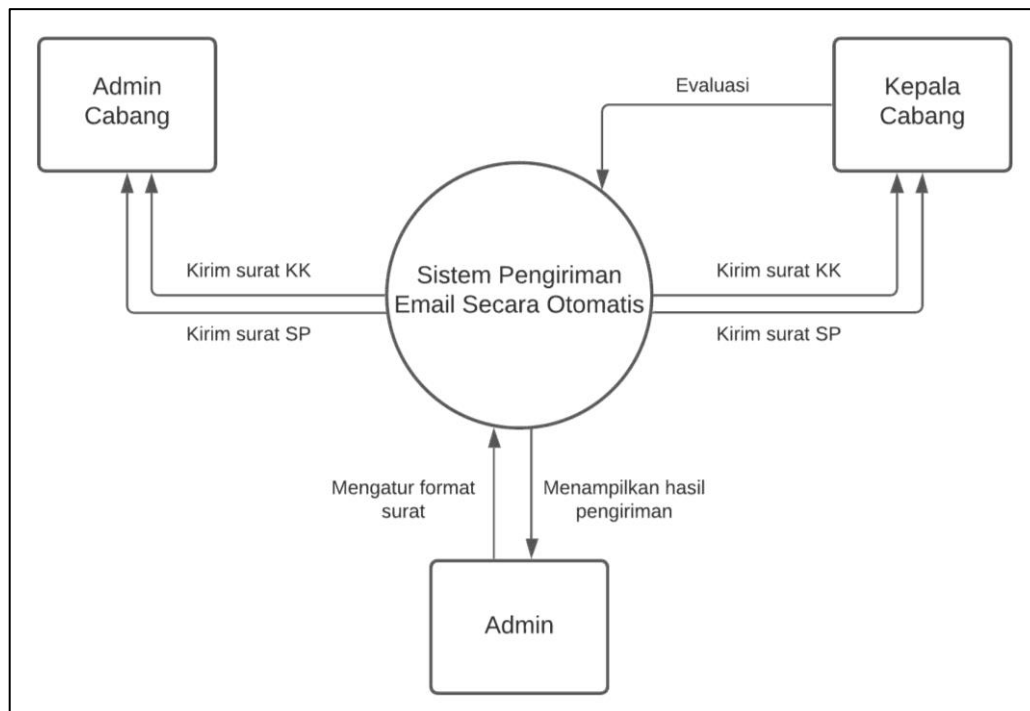 Admin
Cabang
Evaluasi
Kepala
Cabang
Kirim surat KK
Kirim surat SP
Sistem Pengiriman
Email Secara Otomatis
Kirim surat KK
Kirim surat SP
Mengatur format
surat
Menampilkan hasil
pengiriman
Admin